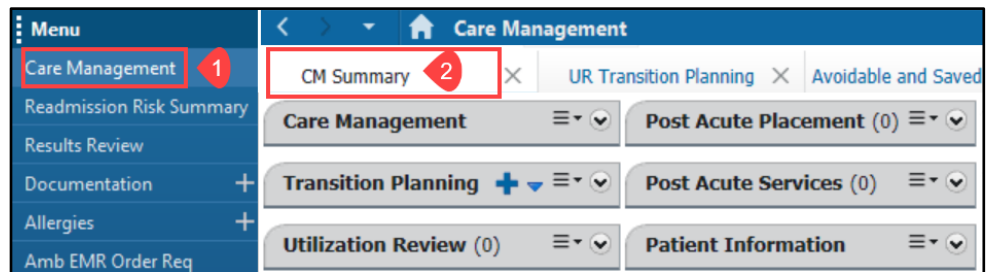 Menu
Care Management 1
Readmission Risk Summary
Results Review
Documentation
Allergies
Amb EMR Order Req
Care Management
CM Summary 2 UR Transition Planning Avoidable and Saved
Care Management Post Acute Placement (0)
Transition Planning Post Acute Services (0)
Utilization Review (0) Patient Information